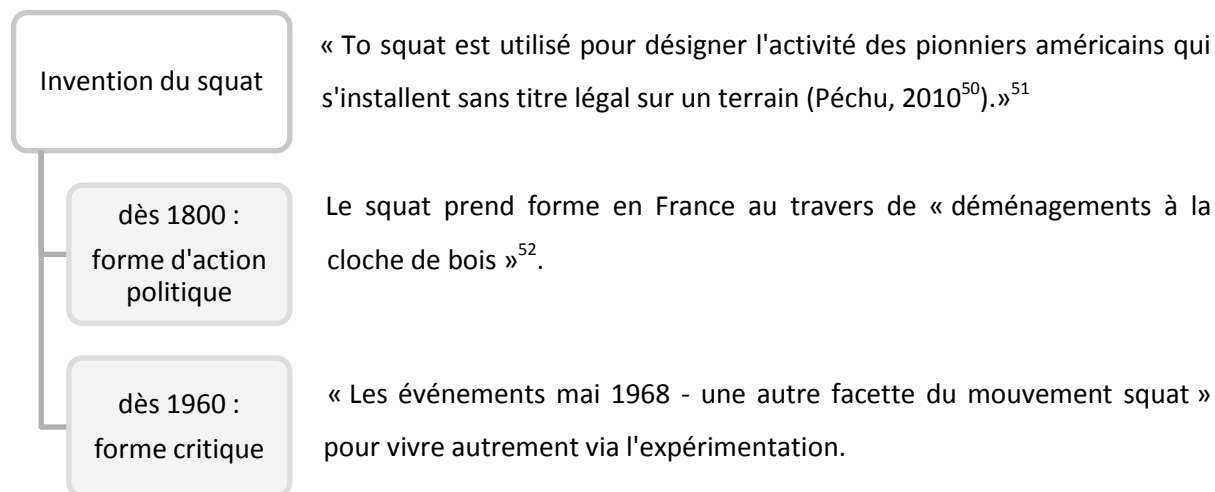 Invention du squat
« To squat est utilisé pour désigner l'activité des pionniers américains qui
s'installent sans titre légal sur un terrain (Péchu, 2010⁵⁰).»⁵¹
dès 1800 :
forme d'action
politique
Le squat prend forme en France au travers de « déménagements à la
cloche de bois »⁵².
dès 1960 :
forme critique
« Les événements mai 1968 - une autre facette du mouvement squat »
pour vivre autrement via l'expérimentation.